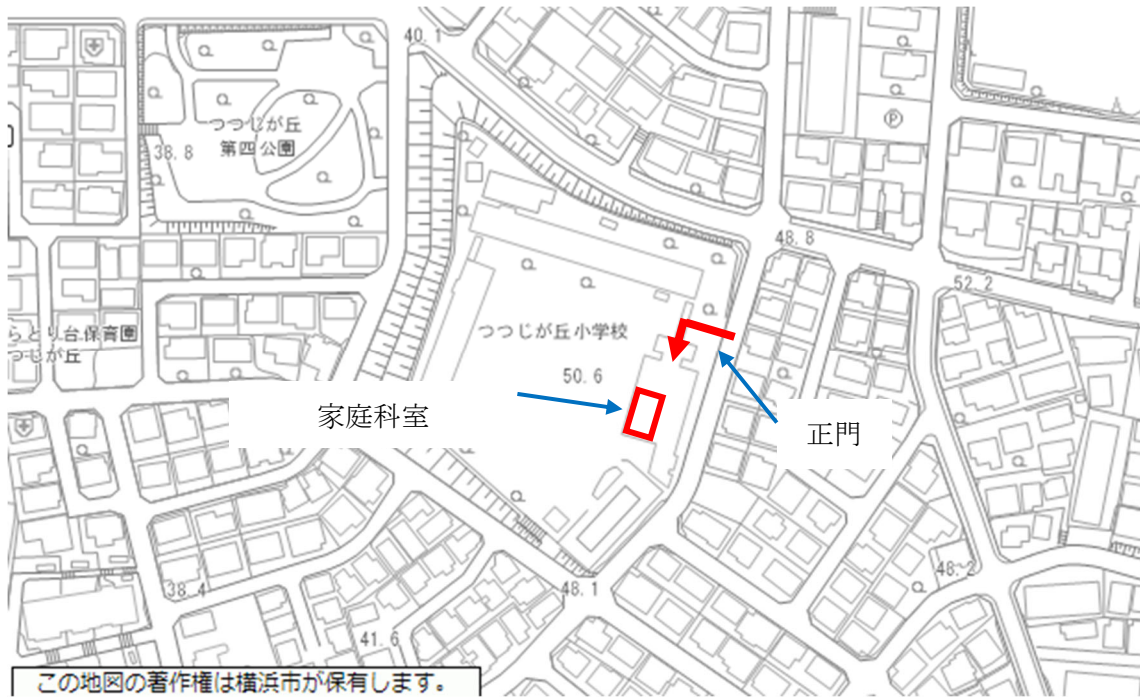 40.1
つつじが丘
第四公園
38.8
48.8
52.2
らとり台保育園
つじが丘
つつじが丘小学校
50.6
家庭科室
正門
P
38.4
48.1
48.2
41.6
この地図の著作権は横浜市が保有します。